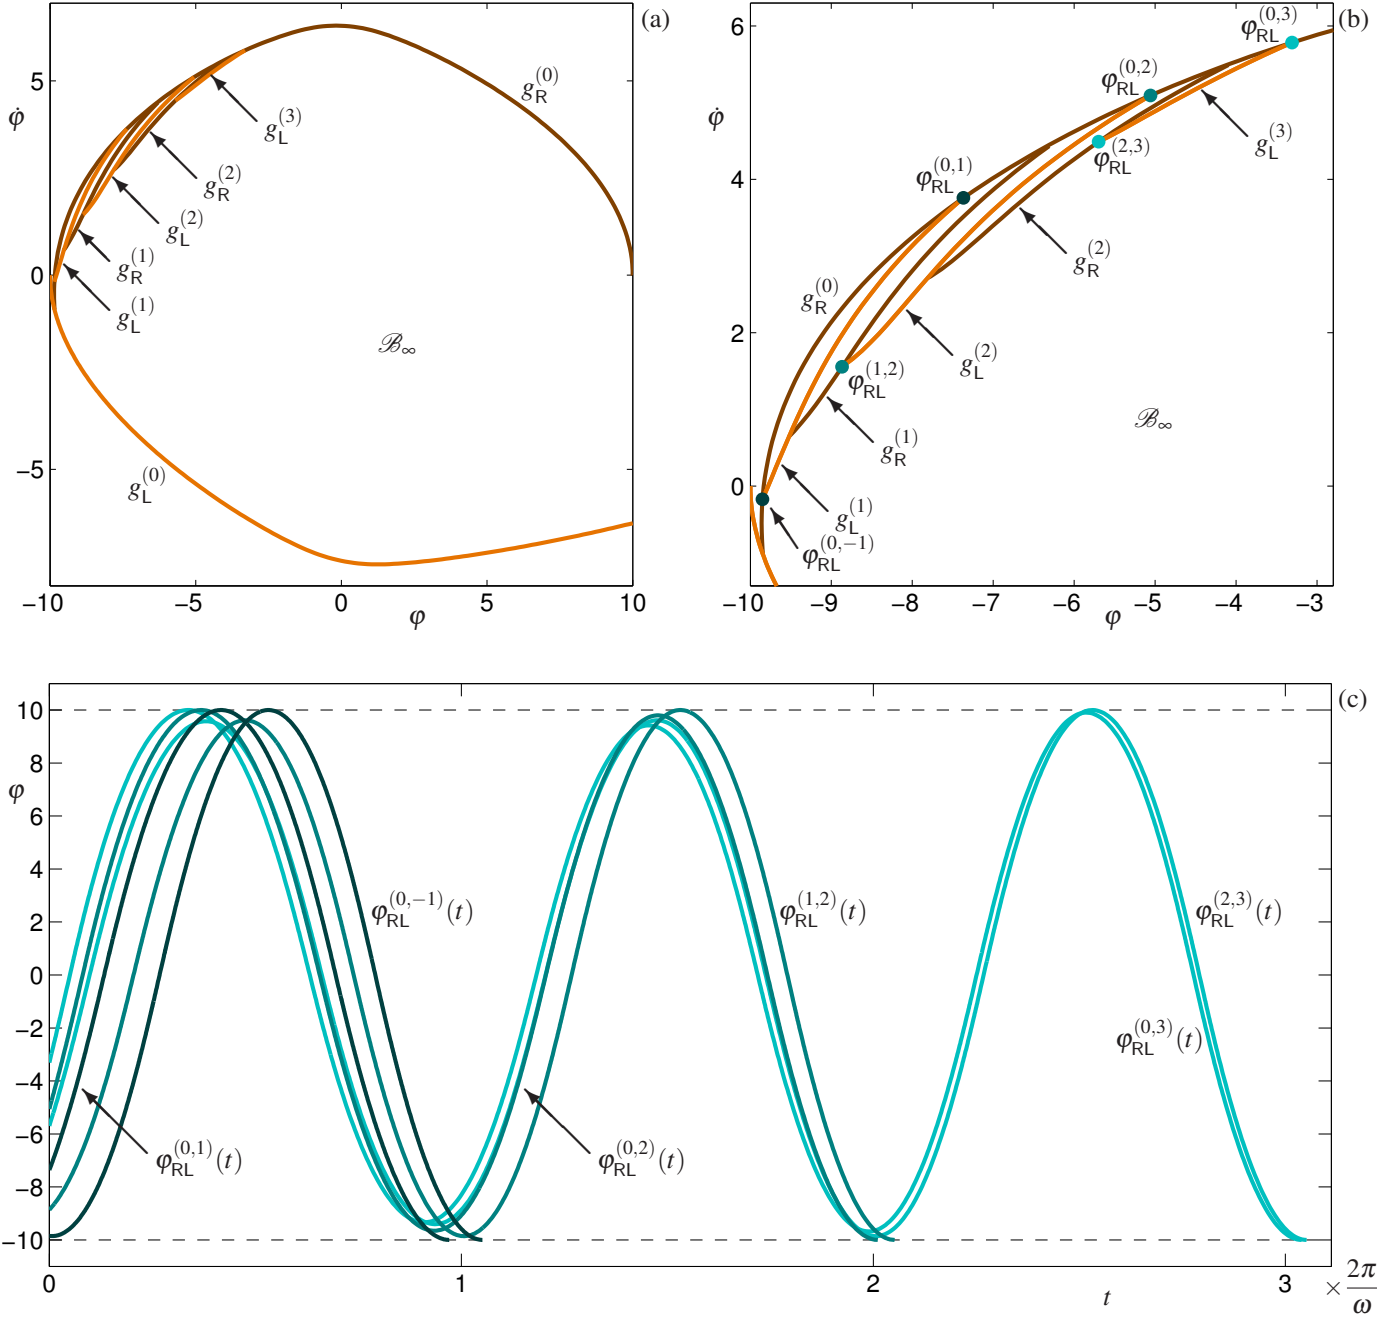 (a)
5
0
−5
φ̇
−10
−5
0
5
10
φ
g_R^(0)
g_L^(3)
g_R^(2)
g_L^(2)
g_R^(1)
g_L^(1)
g_L^(0)
ℬ_∞
(b)
6
4
2
0
φ̇
−10
−9
−8
−7
−6
−5
−4
−3
φ
φ_RL^(0,3)
φ_RL^(0,2)
g_L^(3)
φ_RL^(2,3)
φ_RL^(0,1)
g_R^(2)
g_R^(0)
g_L^(2)
φ_RL^(1,2)
g_R^(1)
ℬ_∞
g_L^(1)
φ_RL^(0,−1)
(c)
10
8
6
4
2
0
−2
−4
−6
−8
−10
φ
φ_RL^(0,−1)(t)
φ_RL^(1,2)(t)
φ_RL^(2,3)(t)
φ_RL^(0,3)(t)
φ_RL^(0,1)(t)
φ_RL^(0,2)(t)
0
1
2
3
t
× 2π/ω